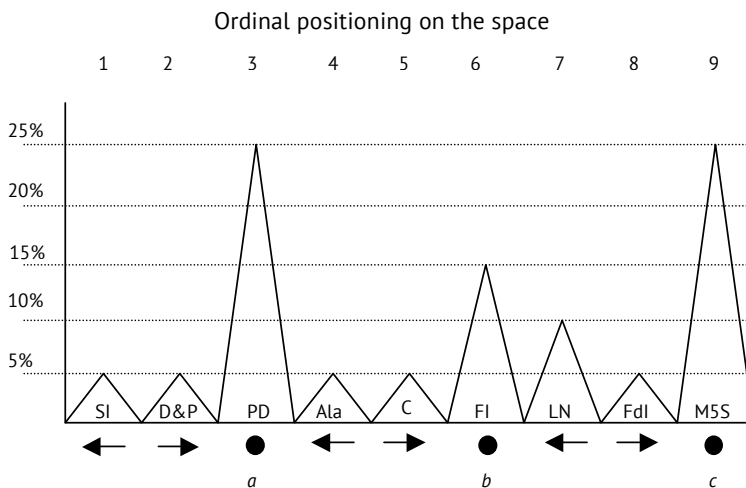 Ordinal positioning on the space
1 2 3 4 5 6 7 8 9
25%
20%
15%
10%
5%
SI D&P PD Ala C FI LN FdI M5S
a b c